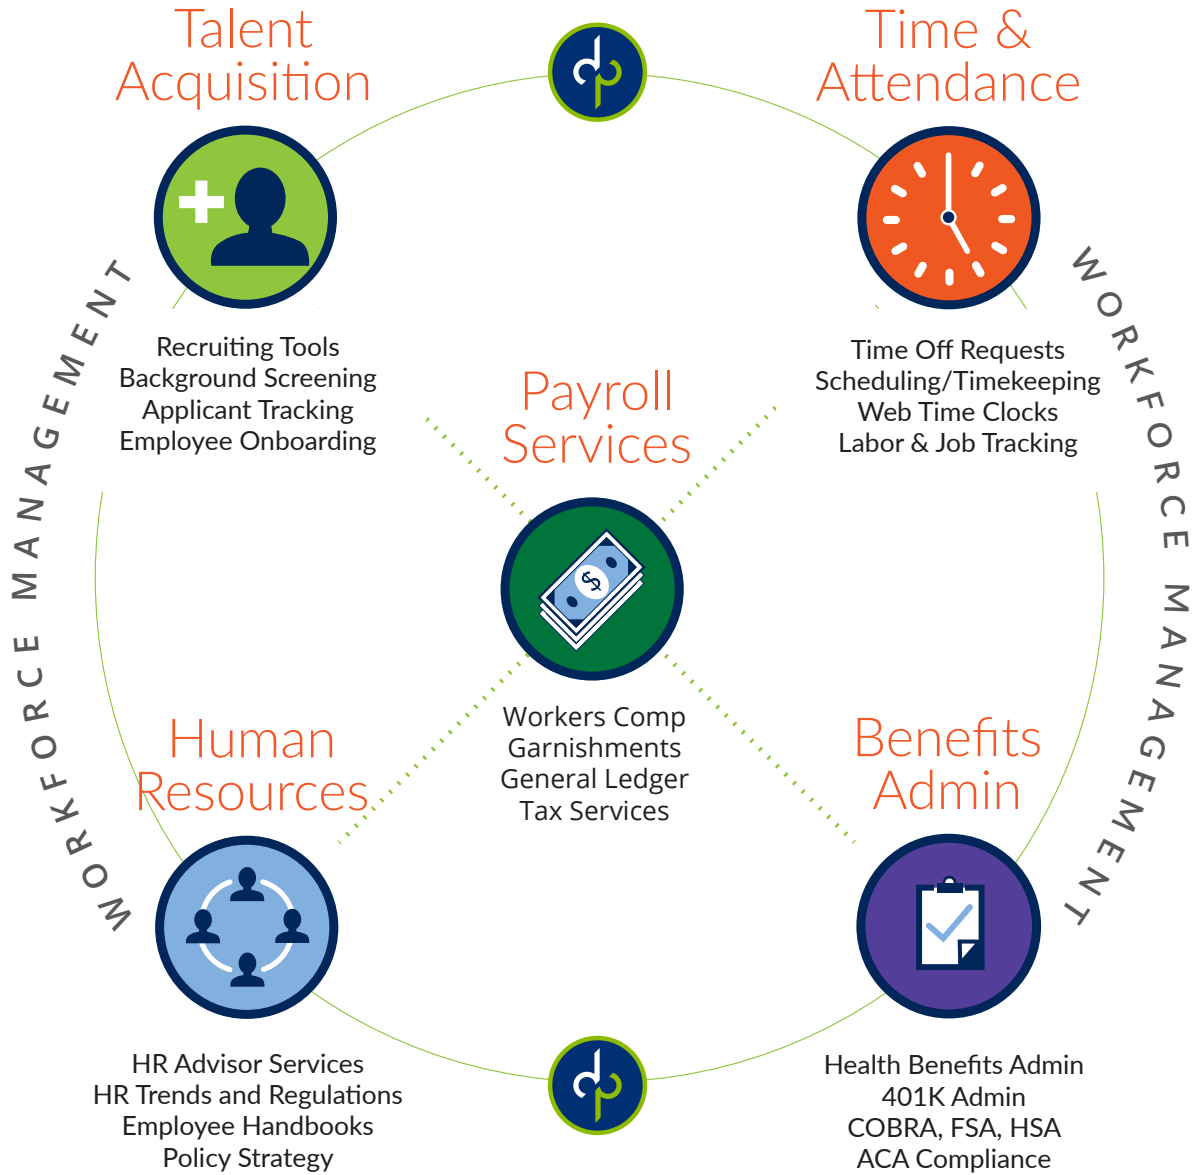 Talent
Acquisition
Recruiting Tools
Background Screening
Applicant Tracking
Employee Onboarding
Time &
Attendance
Time Off Requests
Scheduling/Timekeeping
Web Time Clocks
Labor & Job Tracking
WORKFORCE MANAGEMENT
Payroll
Services
$
Workers Comp
Garnishments
General Ledger
Tax Services
WORKFORCE MANAGEMENT
Human
Resources
HR Advisor Services
HR Trends and Regulations
Employee Handbooks
Policy Strategy
Benefits
Admin
Health Benefits Admin
401K Admin
COBRA, FSA, HSA
ACA Compliance